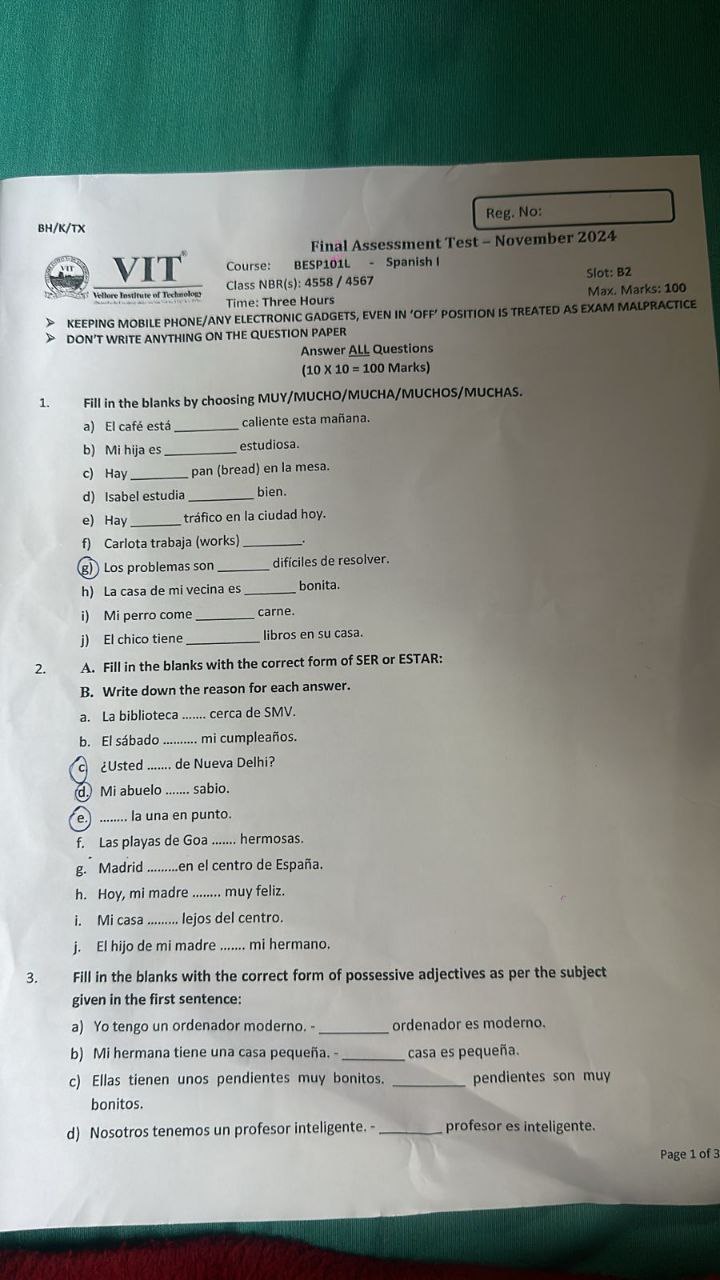 BH/K/TX
Reg. No:
Final Assessment Test – November 2024
VIT®
VIT
Vellore Institute of Technology
Course: BESP101L - Spanish I
Class NBR(s): 4558 / 4567
Slot: B2
Time: Three Hours
Max. Marks: 100
➤ KEEPING MOBILE PHONE/ANY ELECTRONIC GADGETS, EVEN IN ‘OFF’ POSITION IS TREATED AS EXAM MALPRACTICE
➤ DON'T WRITE ANYTHING ON THE QUESTION PAPER
Answer ALL Questions
(10 X 10 = 100 Marks)
1. Fill in the blanks by choosing MUY/MUCHO/MUCHA/MUCHOS/MUCHAS.
a) El café está _________ caliente esta mañana.
b) Mi hija es __________ estudiosa.
c) Hay ________ pan (bread) en la mesa.
d) Isabel estudia _________ bien.
e) Hay _______ tráfico en la ciudad hoy.
f) Carlota trabaja (works) ________.
g) Los problemas son _______ difíciles de resolver.
h) La casa de mi vecina es _______ bonita.
i) Mi perro come ________ carne.
j) El chico tiene __________ libros en su casa.
2. A. Fill in the blanks with the correct form of SER or ESTAR:
B. Write down the reason for each answer.
a. La biblioteca ....... cerca de SMV.
b. El sábado .......... mi cumpleaños.
c. ¿Usted ....... de Nueva Delhi?
d. Mi abuelo ....... sabio.
e. ........ la una en punto.
f. Las playas de Goa ....... hermosas.
g. Madrid .........en el centro de España.
h. Hoy, mi madre ........ muy feliz.
i. Mi casa ......... lejos del centro.
j. El hijo de mi madre ....... mi hermano.
3. Fill in the blanks with the correct form of possessive adjectives as per the subject
given in the first sentence:
a) Yo tengo un ordenador moderno. - __________ ordenador es moderno.
b) Mi hermana tiene una casa pequeña. - _________ casa es pequeña.
c) Ellas tienen unos pendientes muy bonitos. __________ pendientes son muy
bonitos.
d) Nosotros tenemos un profesor inteligente. - _________ profesor es inteligente.
Page 1 of 3